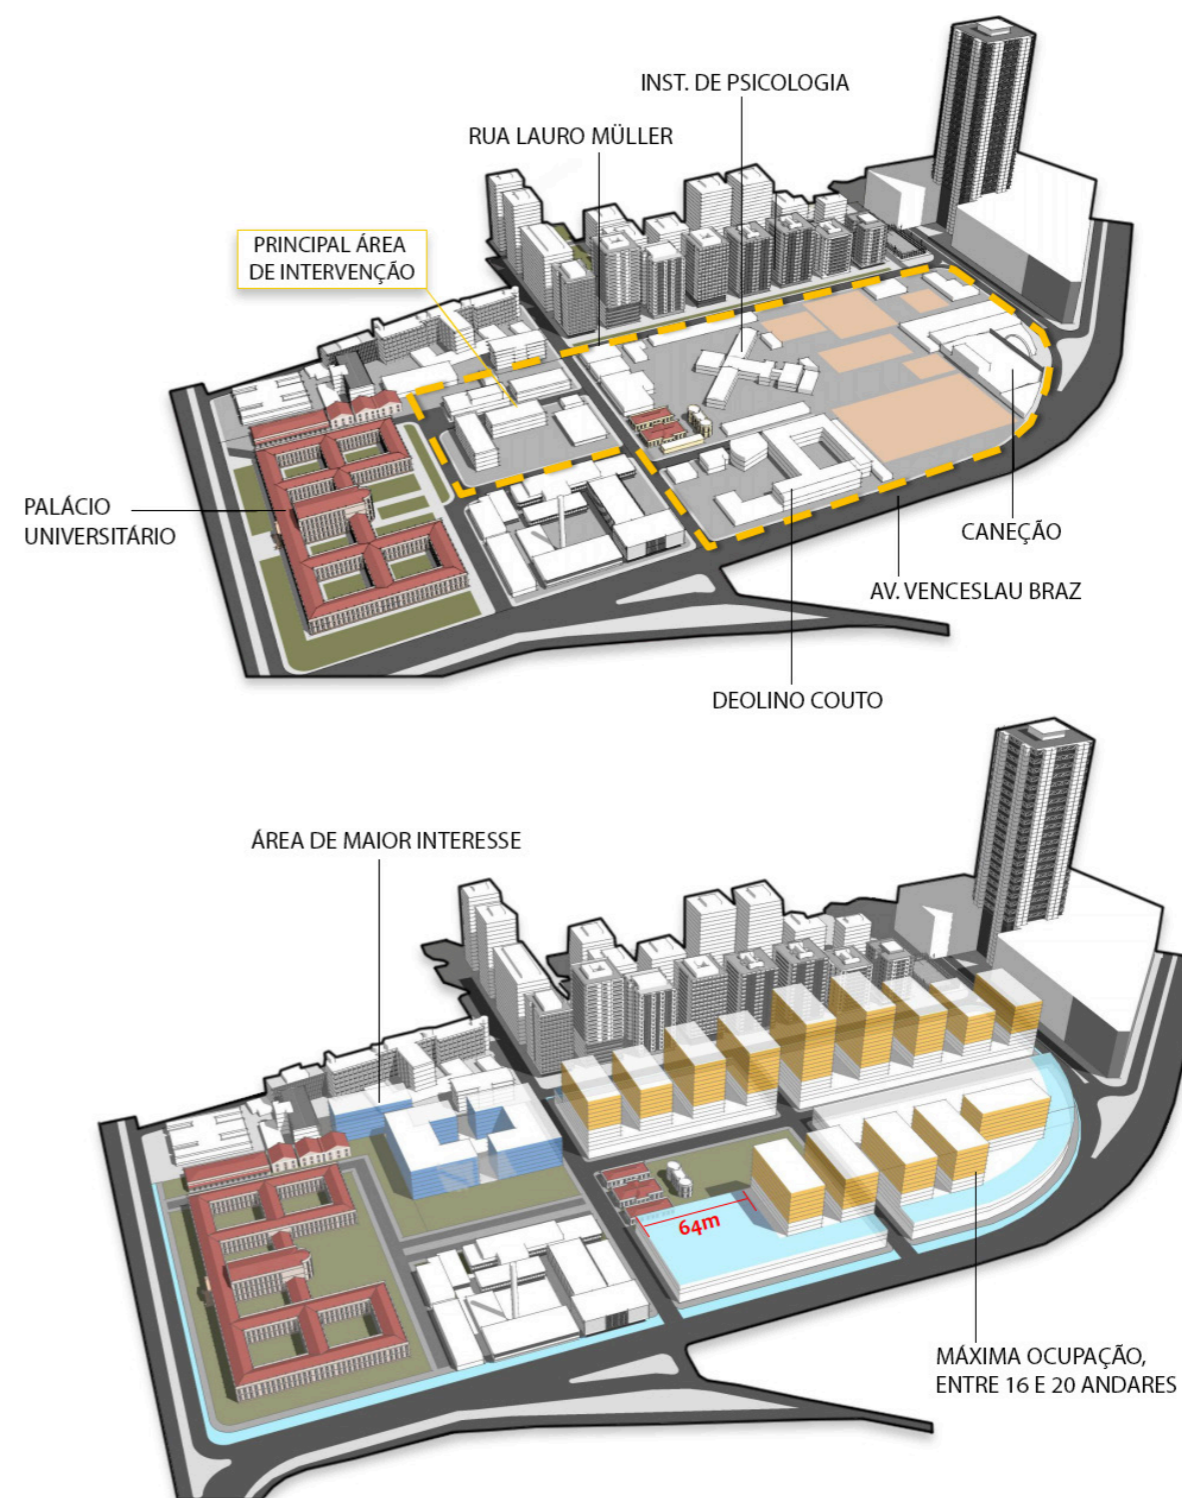 INST. DE PSICOLOGIA
RUA LAURO MÜLLER
PRINCIPAL ÁREA
DE INTERVENÇÃO
PALÁCIO
UNIVERSITÁRIO
CANEÇÃO
AV. VENCESLAU BRAZ
DEOLINO COUTO
ÁREA DE MAIOR INTERESSE
64m
MÁXIMA OCUPAÇÃO,
ENTRE 16 E 20 ANDARES